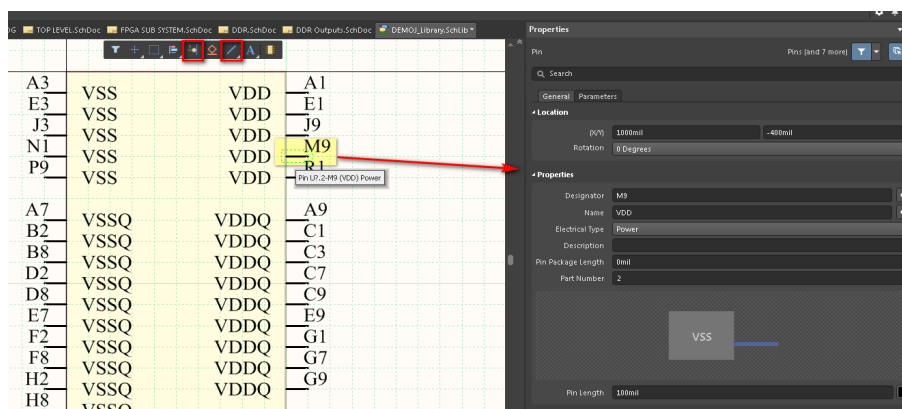 TOP LEVEL.SchDoc FPGA SUB SYSTEM.SchDoc DDR.SchDoc DDR Outputs.SchDoc DEMOJ_Library.SchLib *
A3 VSS VDD A1
E3 VSS VDD E1
J3 VSS VDD J9
N1 VSS VDD M9
P9 VSS VDD R1
Pin U?.2-M9 (VDD) Power
A7 VSSQ VDDQ A9
B2 VSSQ VDDQ C1
B8 VSSQ VDDQ C3
D2 VSSQ VDDQ C7
D8 VSSQ VDDQ C9
E7 VSSQ VDDQ E9
F2 VSSQ VDDQ G1
F8 VSSQ VDDQ G7
H2 VSSQ VDDQ G9
H8 VSSQ
Properties
Pin Pins (and 7 more)
Search
General Parameters
Location
(X/Y) 1000mil -400mil
Rotation 0 Degrees
Properties
Designator M9
Name VDD
Electrical Type Power
Description
Pin Package Length 0mil
Part Number 2
VSS
Pin Length 100mil